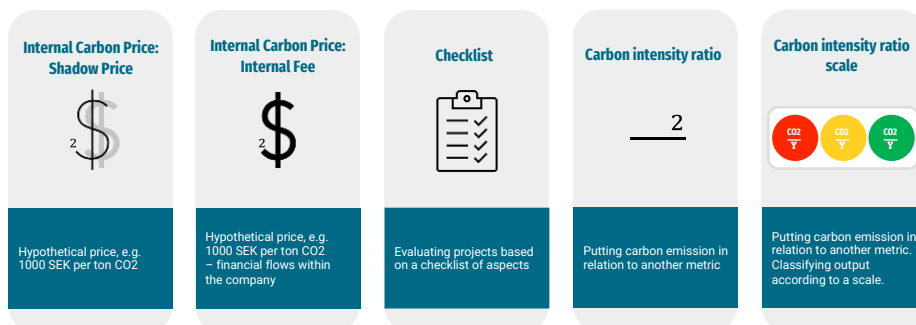 Internal Carbon Price:
Shadow Price
2
$
Hypothetical price, e.g.
1000 SEK per ton CO2
Internal Carbon Price:
Internal Fee
2
$
Hypothetical price, e.g.
1000 SEK per ton CO2
– financial flows within
the company
Checklist
Evaluating projects based
on a checklist of aspects
Carbon intensity ratio
2
Putting carbon emission in
relation to another metric
Carbon intensity ratio
scale
CO2
Y
CO2
Y
CO2
Y
Putting carbon emission in
relation to another metric.
Classifying output
according to a scale.